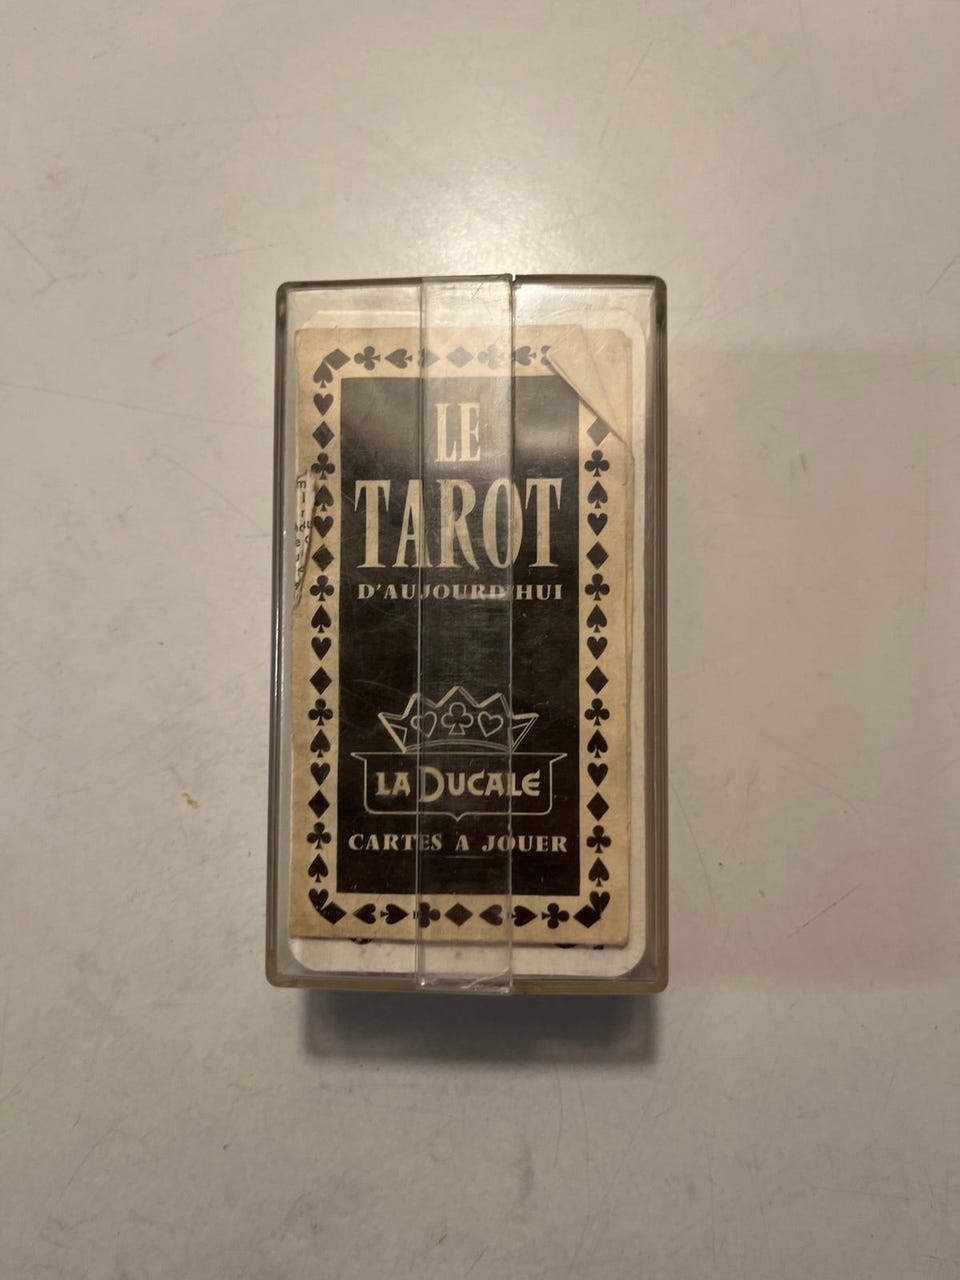 LE
TAROT
D'AUJOURD'HUI
LA DUCALE
CARTES A JOUER